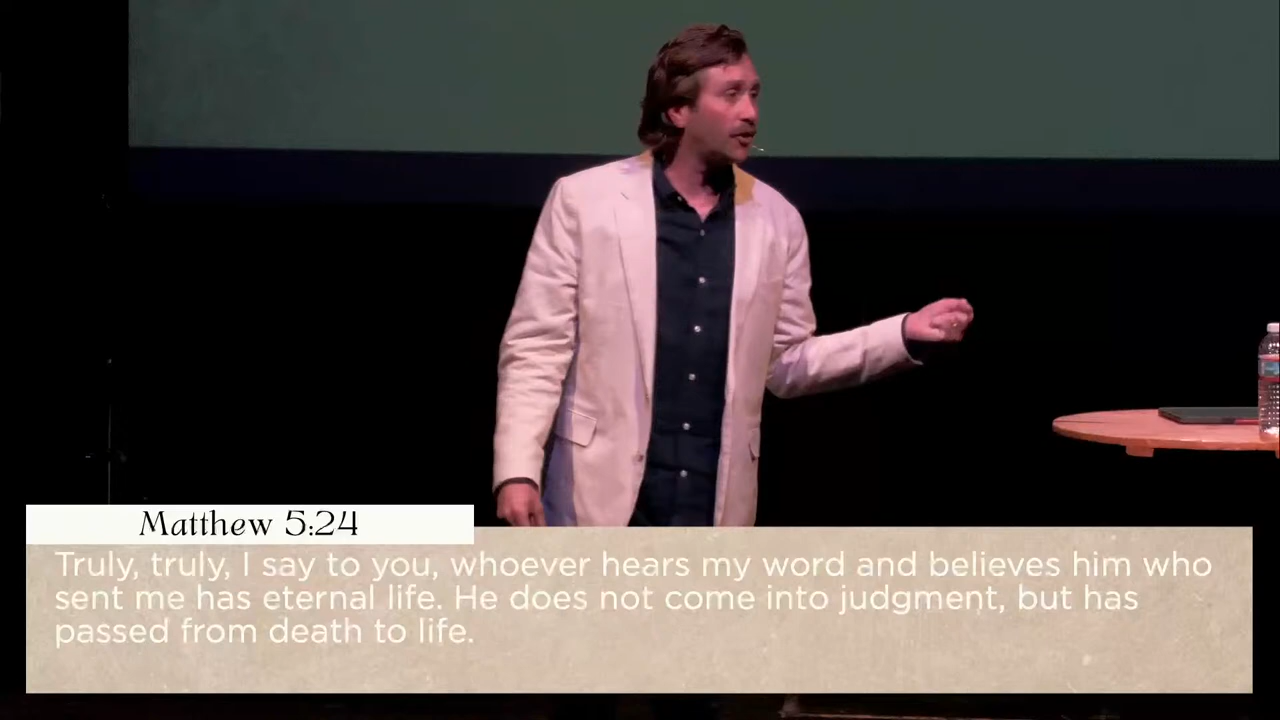 Matthew 5:24
Truly, truly, I say to you, whoever hears my word and believes him who
sent me has eternal life. He does not come into judgment, but has
passed from death to life.